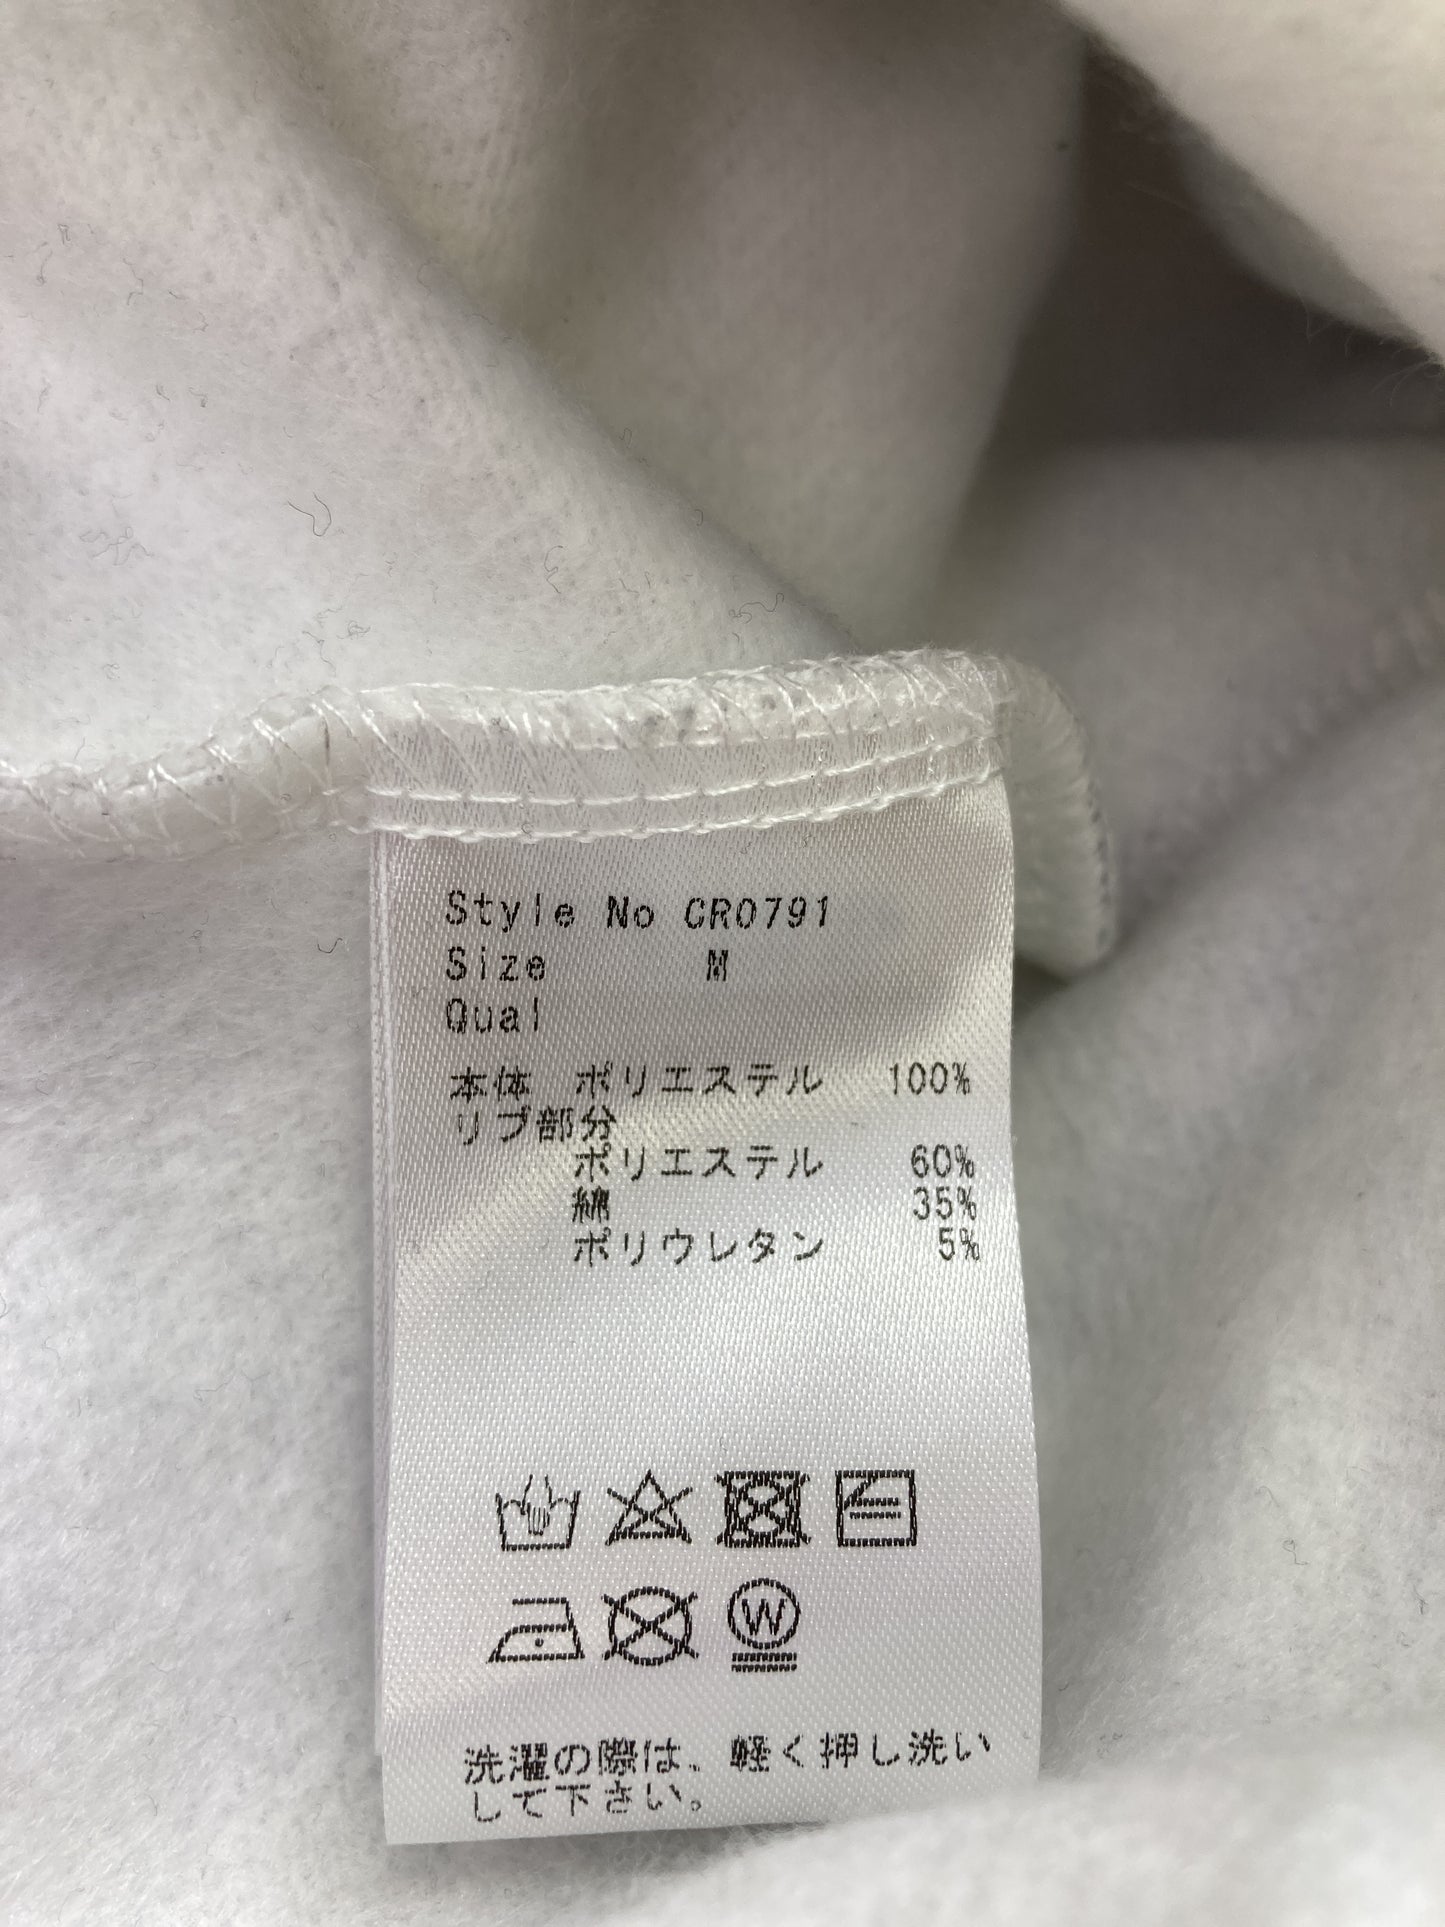 Style No CR0791
Size M
Qual
本体 ポリエステル 100%
リブ部分
ポリエステル 60%
綿 35%
ポリウレタン 5%
W
洗濯の際は、軽く押し洗い
して下さい。